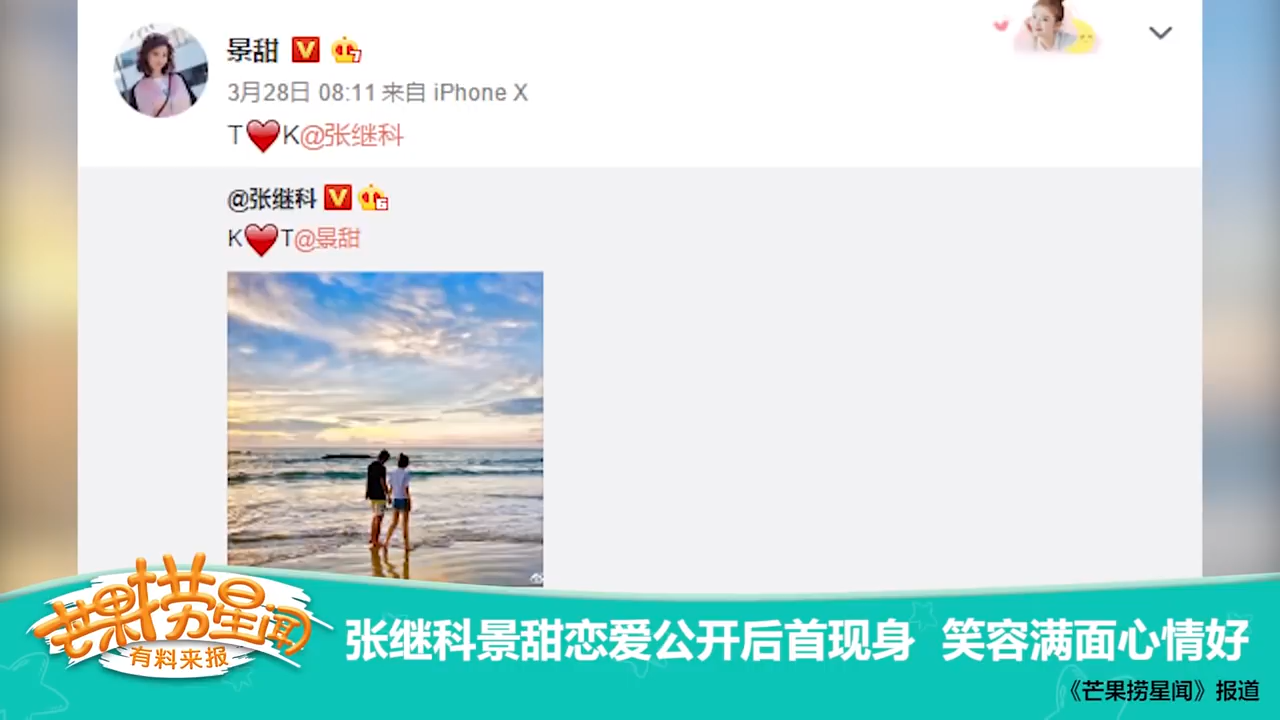 景甜
3月28日 08:11 来自 iPhone X
T❤K@张继科
@张继科
K❤T@景甜
芒果捞星闻
有料来报
张继科景甜恋爱公开后首现身 笑容满面心情好
《芒果捞星闻》报道